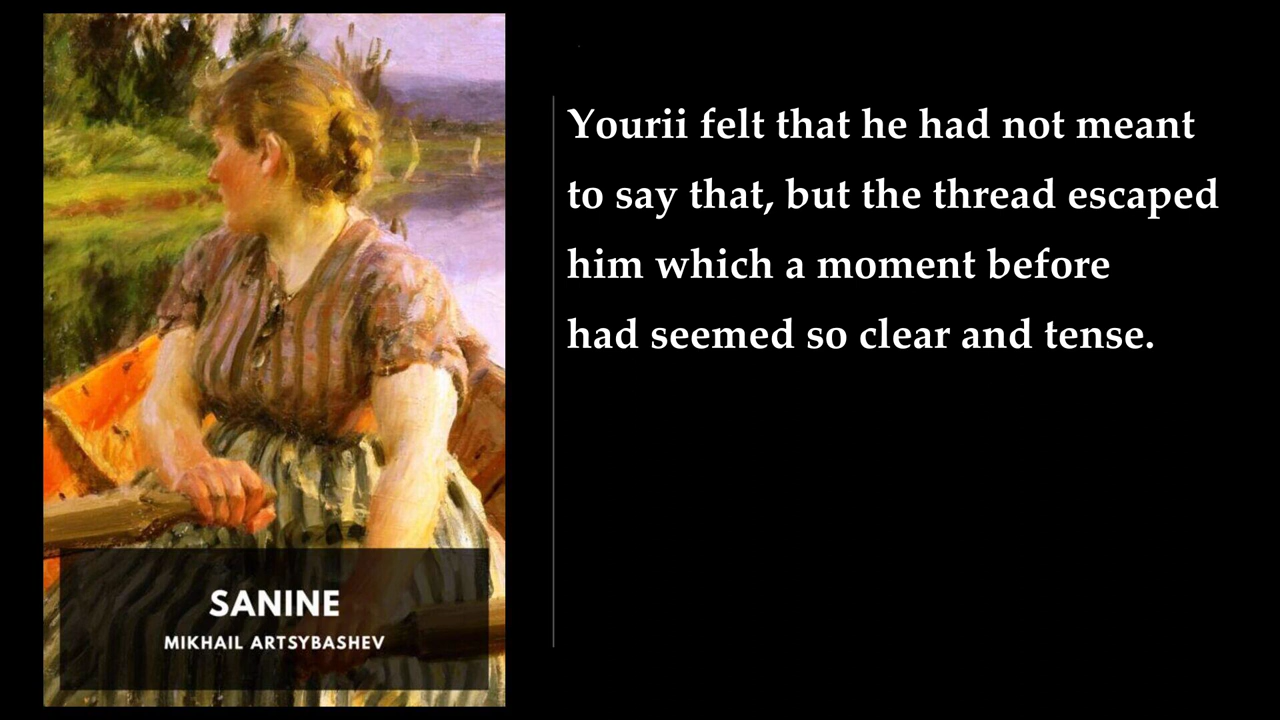 SANINE
MIKHAIL ARTSYBASHEV
Yourii felt that he had not meant
to say that, but the thread escaped
him which a moment before
had seemed so clear and tense.